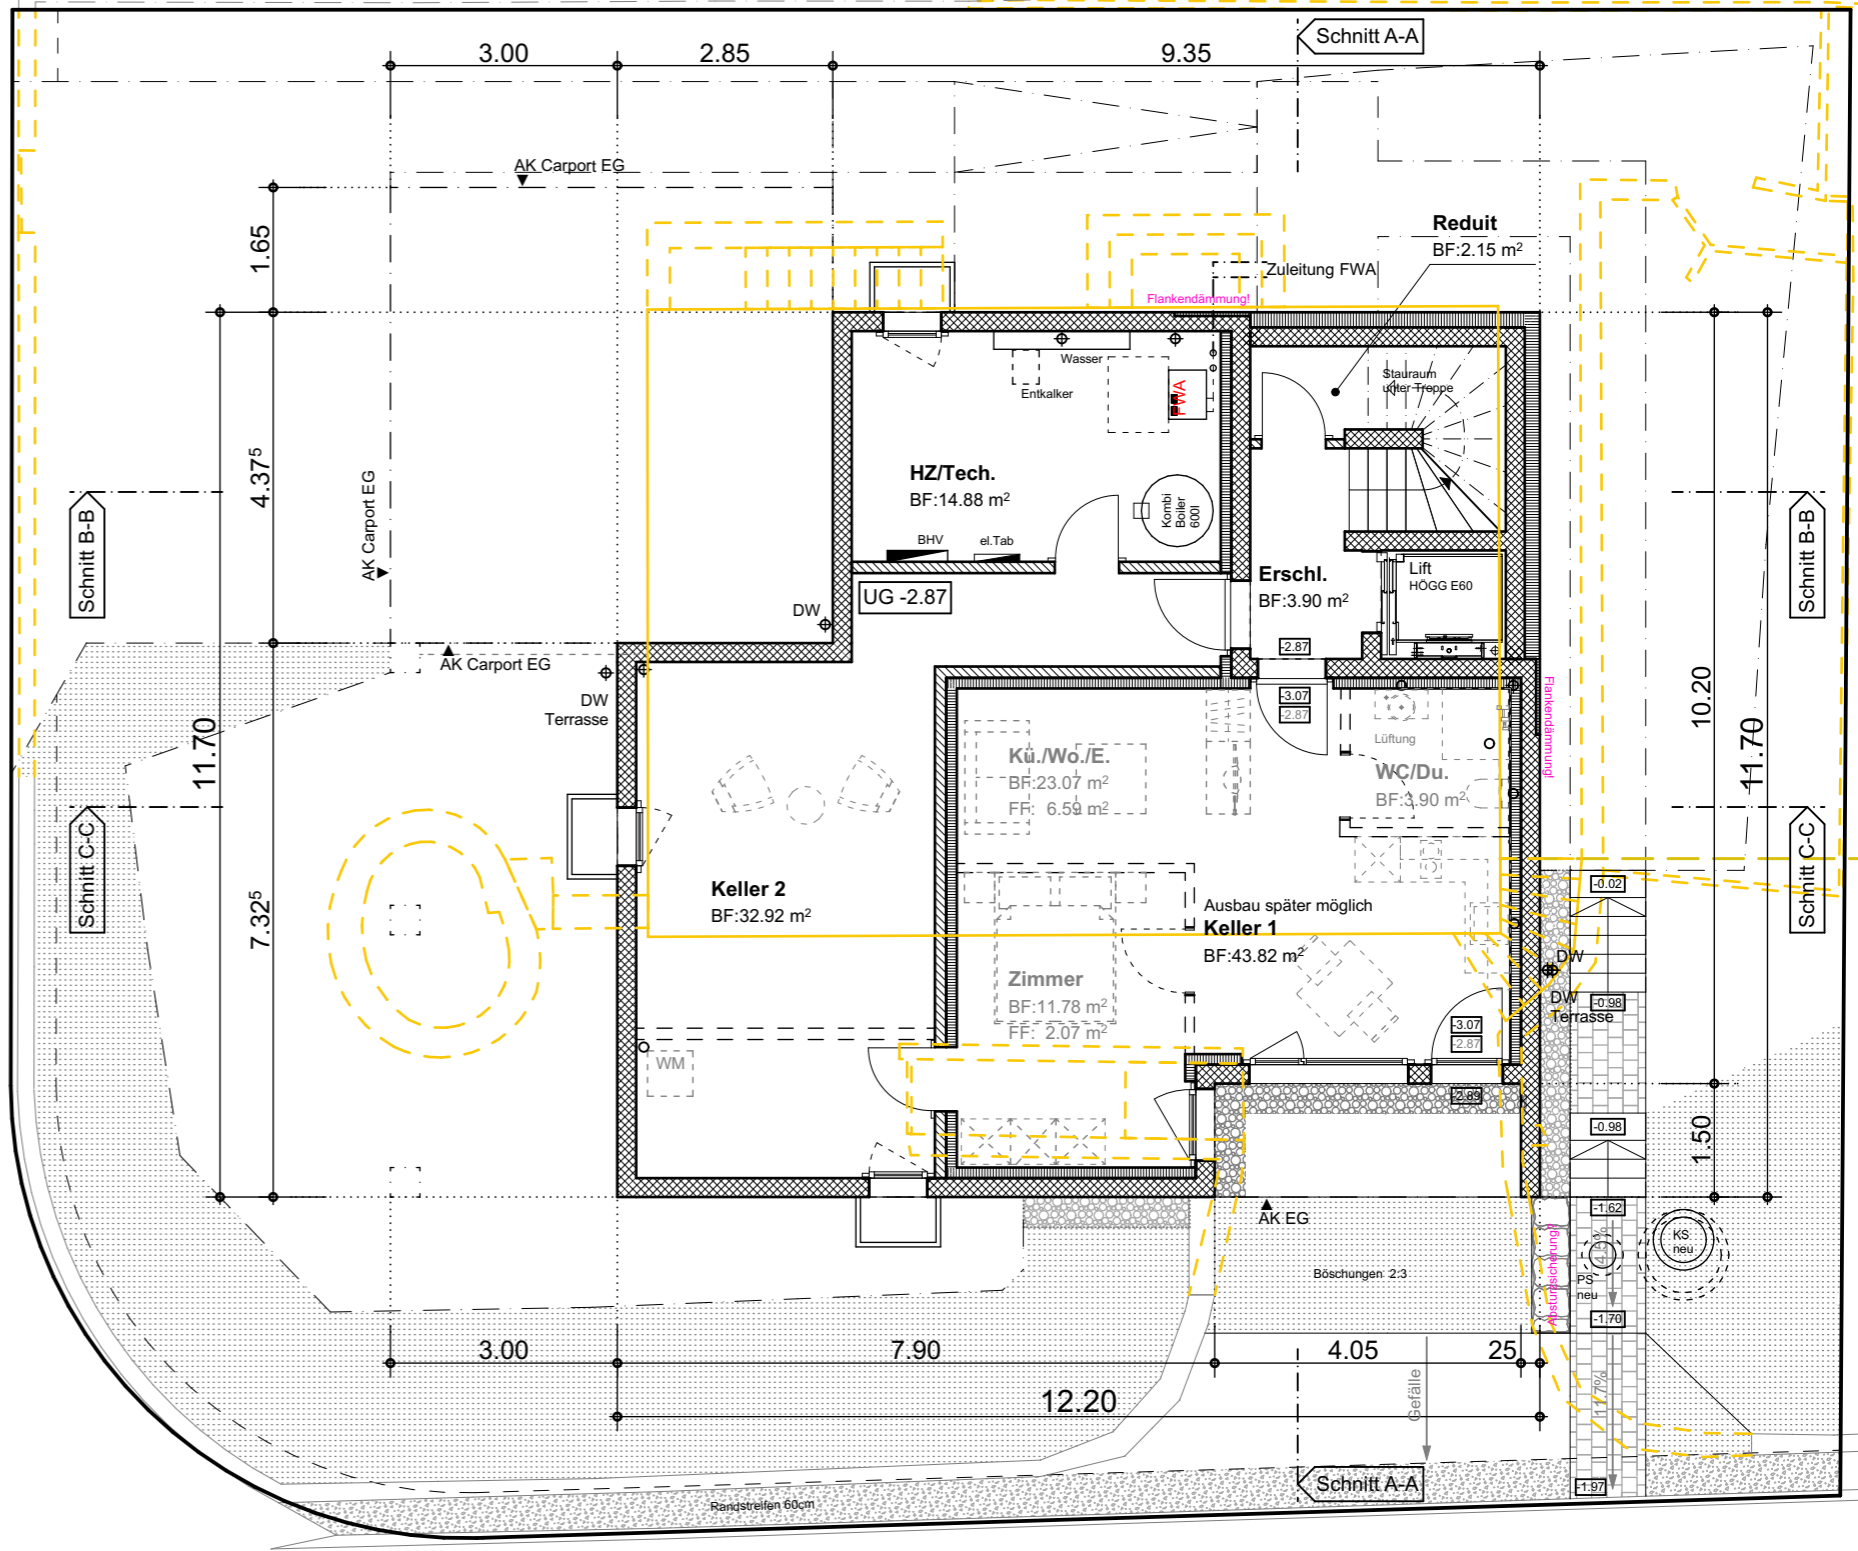 Schnitt A-A
3.00
2.85
9.35
AK Carport EG
1.65
Reduit
BF:2.15 m²
Zuleitung FWA
Flankendämmung!
Wasser
Entkalker
FWA
Stauraum
unter Treppe
4.37⁵
AK Carport EG
HZ/Tech.
BF:14.88 m²
Kombi
Boiler
600l
BHV
el.Tab
Schnitt B-B
Schnitt B-B
UG -2.87
Erschl.
BF:3.90 m²
Lift
HÖGG E60
DW
-2.87
AK Carport EG
DW
Terrasse
-3.07
-2.87
Flankendämmung!
10.20
11.70
11.70
Lüftung
Kü./Wo./E.
BF:23.07 m²
FF: 6.59 m²
WC/Du.
BF:3.90 m²
Schnitt C-C
Schnitt C-C
7.32⁵
Keller 2
BF:32.92 m²
Ausbau später möglich
Keller 1
BF:43.82 m²
-0.02
DW
DW
Terrasse
-0.98
Zimmer
BF:11.78 m²
FF: 2.07 m²
-3.07
-2.87
WM
-2.89
-0.98
1.50
AK EG
-1.62
4.5%
KS
neu
PS
neu
Böschungen 2:3
Absturzsicherung!
-1.70
3.00
7.90
4.05
25
12.20
Gefälle
11.7%
Schnitt A-A
-1.97
Randstreifen 60cm